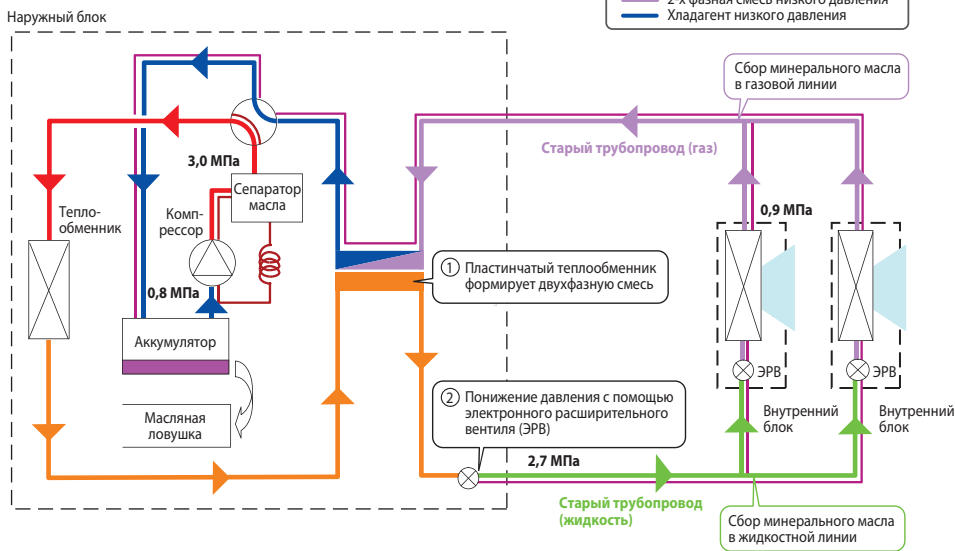 2-х фазная смесь низкого давления
Хладагент низкого давления
Наружный блок
Сбор минерального масла
в газовой линии
Старый трубопровод (газ)
3,0 МПа
Сепаратор
масла
Тепло-
обменник
Комп-
рессор
0,9 МПа
1 Пластинчатый теплообменник
формирует двухфазную смесь
0,8 МПа
Аккумулятор
ЭРВ
ЭРВ
Масляная
ловушка
2 Понижение давления с помощью
электронного расширительного
вентиля (ЭРВ)
Внутренний
блок
Внутренний
блок
2,7 МПа
Старый трубопровод
(жидкость)
Сбор минерального масла
в жидкостной линии